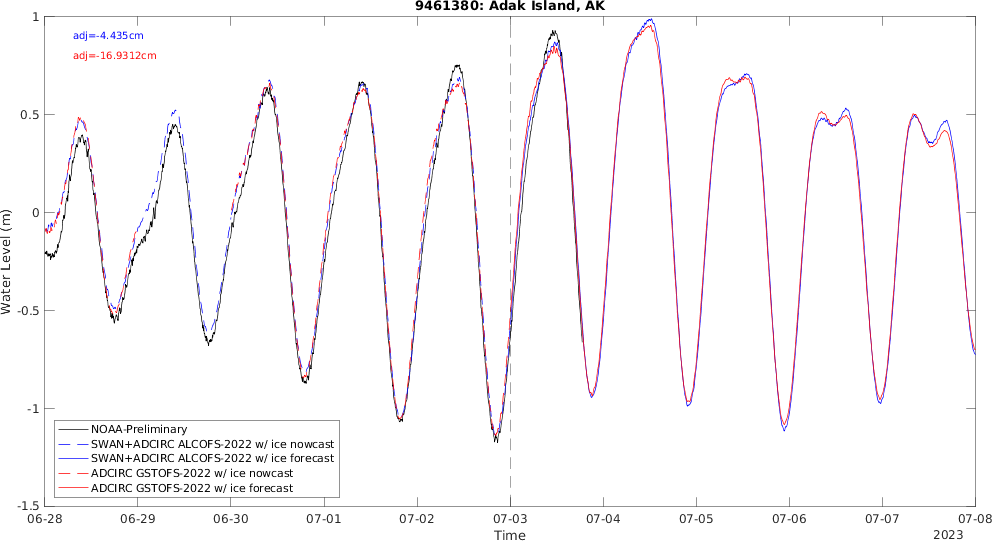 9461380: Adak Island, AK
adj=-4.435cm
adj=-16.9312cm
1
0.5
0
-0.5
-1
-1.5
Water Level (m)
NOAA-Preliminary
SWAN+ADCIRC ALCOFS-2022 w/ ice nowcast
SWAN+ADCIRC ALCOFS-2022 w/ ice forecast
ADCIRC GSTOFS-2022 w/ ice nowcast
ADCIRC GSTOFS-2022 w/ ice forecast
06-28 06-29 06-30 07-01 07-02 07-03 07-04 07-05 07-06 07-07 07-08
Time
2023